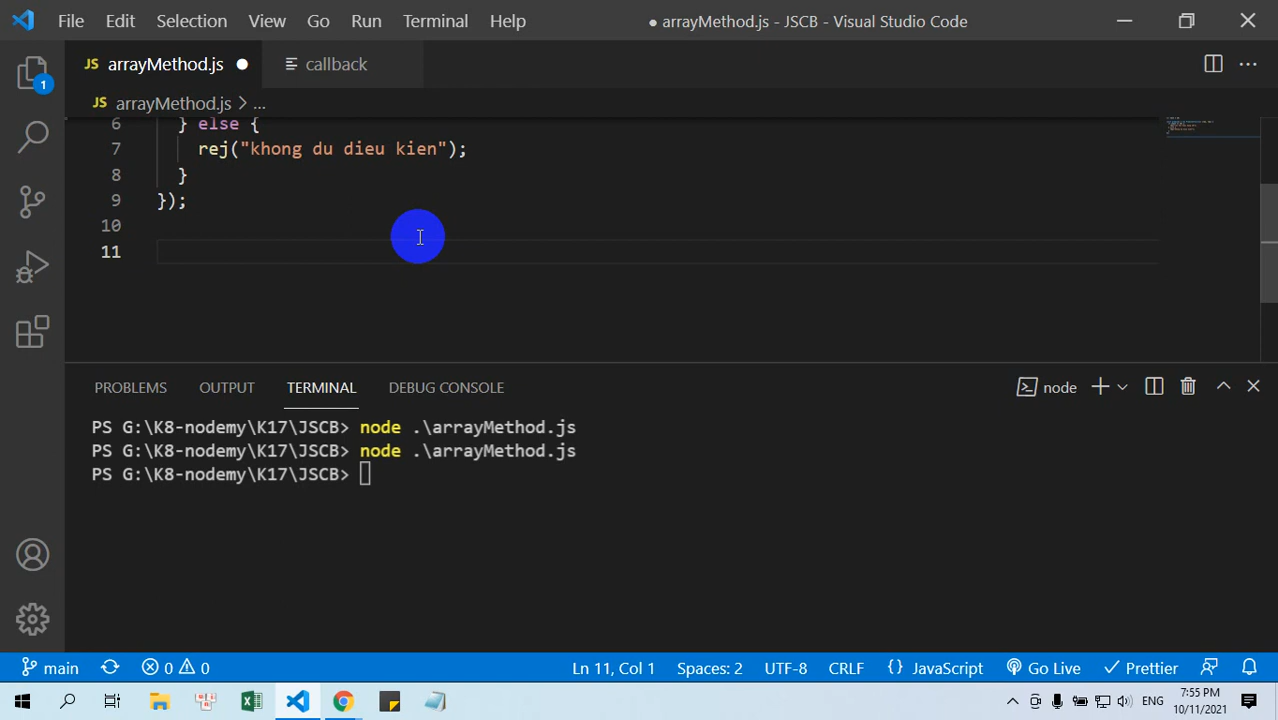 File Edit Selection View Go Run Terminal Help ● arrayMethod.js - JSCB - Visual Studio Code
1
JS arrayMethod.js ● callback
JS arrayMethod.js > ...
6 } else {
7 rej("khong du dieu kien");
8 }
9 });
10
11
PROBLEMS OUTPUT TERMINAL DEBUG CONSOLE node
PS G:\K8-nodemy\K17\JSCB> node .\arrayMethod.js
PS G:\K8-nodemy\K17\JSCB> node .\arrayMethod.js
PS G:\K8-nodemy\K17\JSCB>
main 0 0 Ln 11, Col 1 Spaces: 2 UTF-8 CRLF {} JavaScript Go Live Prettier
ENG 7:55 PM
10/11/2021